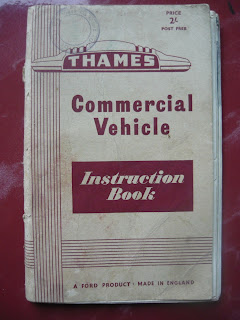 PRICE
2/-
POST FREE
THAMES
Commercial
Vehicle
Instruction
Book
A FORD PRODUCT · MADE IN ENGLAND